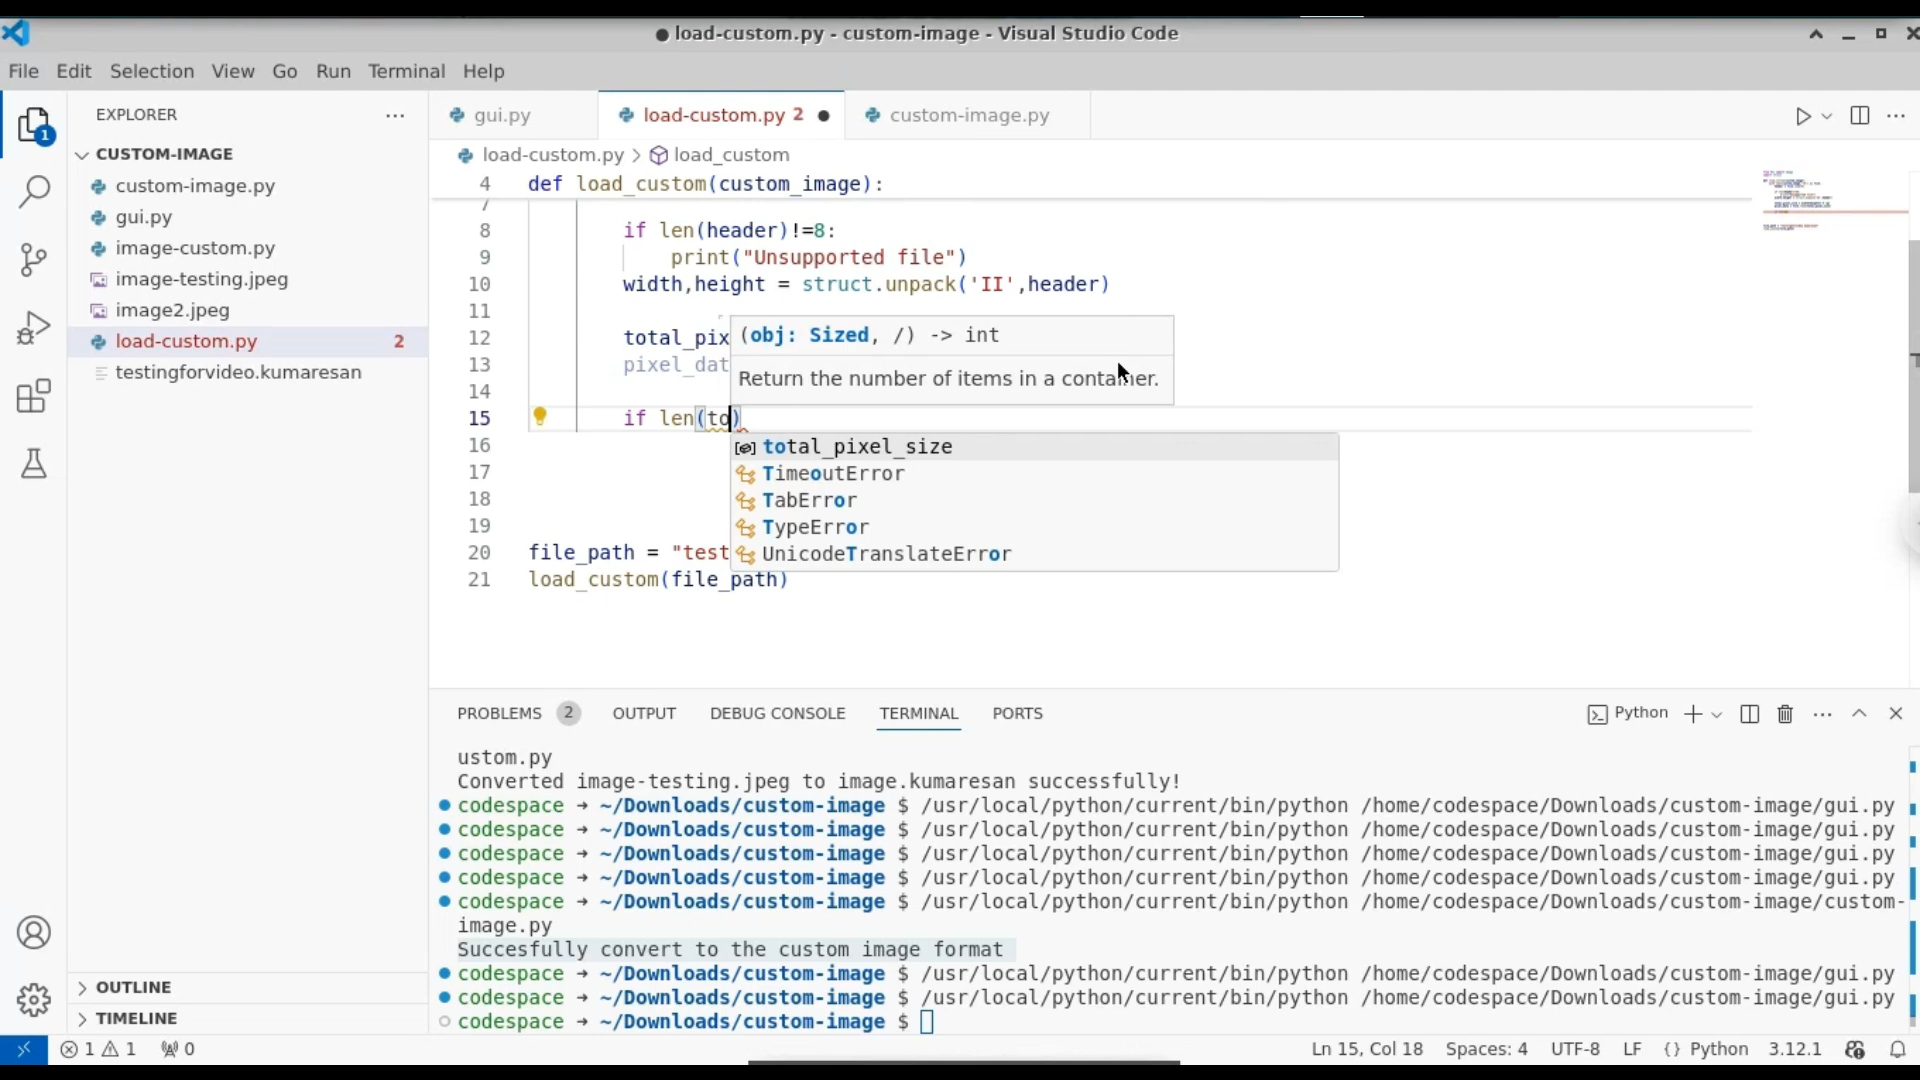 ● load-custom.py - custom-image - Visual Studio Code
File Edit Selection View Go Run Terminal Help
EXPLORER
gui.py
load-custom.py 2
custom-image.py
1
CUSTOM-IMAGE
custom-image.py
gui.py
image-custom.py
image-testing.jpeg
image2.jpeg
load-custom.py 2
testingforvideo.kumaresan
OUTLINE
TIMELINE
load-custom.py > load_custom
4 def load_custom(custom_image):
7
8 if len(header)!=8:
9 print("Unsupported file")
10 width,height = struct.unpack('II',header)
11
12 total_pix
13 pixel_dat
14
15 if len(to)
16
17
18
19
20 file_path = "test
21 load_custom(file_path)
(obj: Sized, /) -> int
Return the number of items in a container.
total_pixel_size
TimeoutError
TabError
TypeError
UnicodeTranslateError
PROBLEMS 2 OUTPUT DEBUG CONSOLE TERMINAL PORTS
Python
ustom.py
Converted image-testing.jpeg to image.kumaresan successfully!
codespace → ~/Downloads/custom-image $ /usr/local/python/current/bin/python /home/codespace/Downloads/custom-image/gui.py
codespace → ~/Downloads/custom-image $ /usr/local/python/current/bin/python /home/codespace/Downloads/custom-image/gui.py
codespace → ~/Downloads/custom-image $ /usr/local/python/current/bin/python /home/codespace/Downloads/custom-image/gui.py
codespace → ~/Downloads/custom-image $ /usr/local/python/current/bin/python /home/codespace/Downloads/custom-image/gui.py
codespace → ~/Downloads/custom-image $ /usr/local/python/current/bin/python /home/codespace/Downloads/custom-image/custom-
image.py
Succesfully convert to the custom image format
codespace → ~/Downloads/custom-image $ /usr/local/python/current/bin/python /home/codespace/Downloads/custom-image/gui.py
codespace → ~/Downloads/custom-image $ /usr/local/python/current/bin/python /home/codespace/Downloads/custom-image/gui.py
codespace → ~/Downloads/custom-image $
1 1 0
Ln 15, Col 18 Spaces: 4 UTF-8 LF {} Python 3.12.1